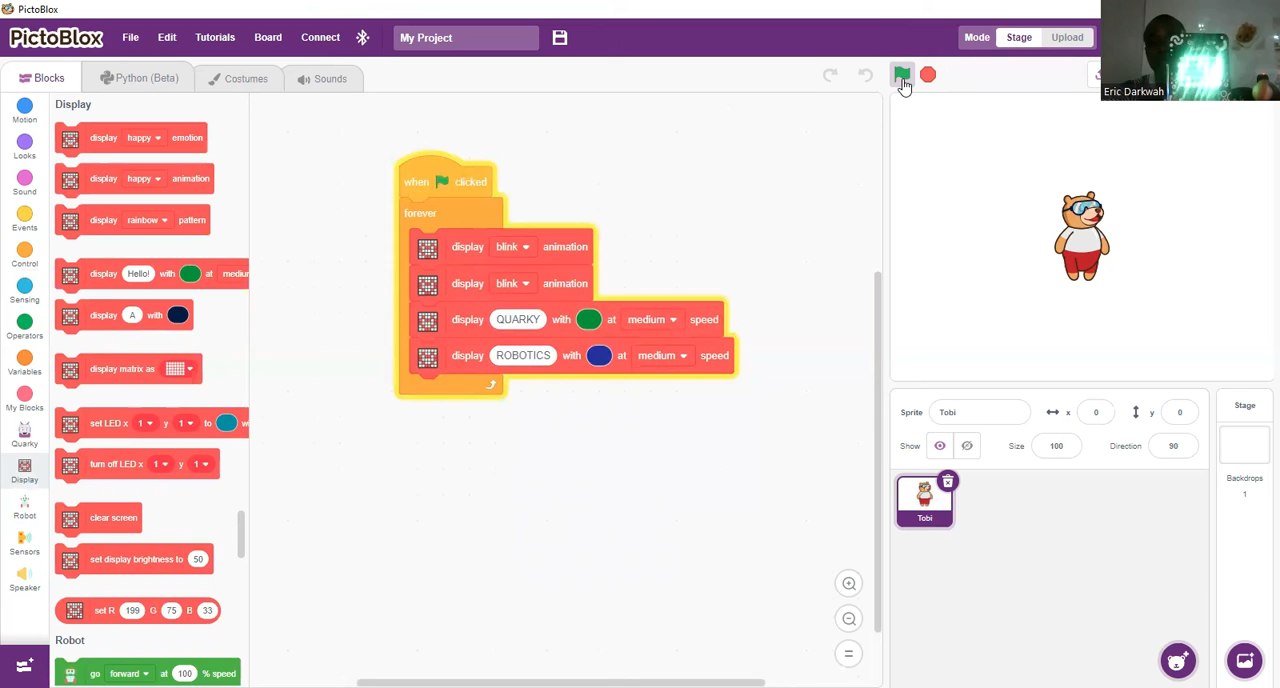 PictoBlox
PictoBlox File Edit Tutorials Board Connect My Project Mode Stage Upload
Blocks Python (Beta) Costumes Sounds
Eric Darkwah
Motion
Looks
Sound
Events
Control
Sensing
Operators
Variables
My Blocks
Quarky
Display
Robot
Sensors
Speaker
Display
display happy emotion
display happy animation
display rainbow pattern
display Hello! with at
display A with
display matrix as
set LED x 1 y 1 to
turn off LED x 1 y 1
clear screen
set display brightness to 50
set R 199 G 75 B 33
Robot
go forward at 100 % speed
when clicked
forever
display blink animation
display blink animation
display QUARKY with at medium speed
display ROBOTICS with at medium speed
Sprite Tobi x 0 y 0
Show Size 100 Direction 90
Tobi
Stage
Backdrops
1